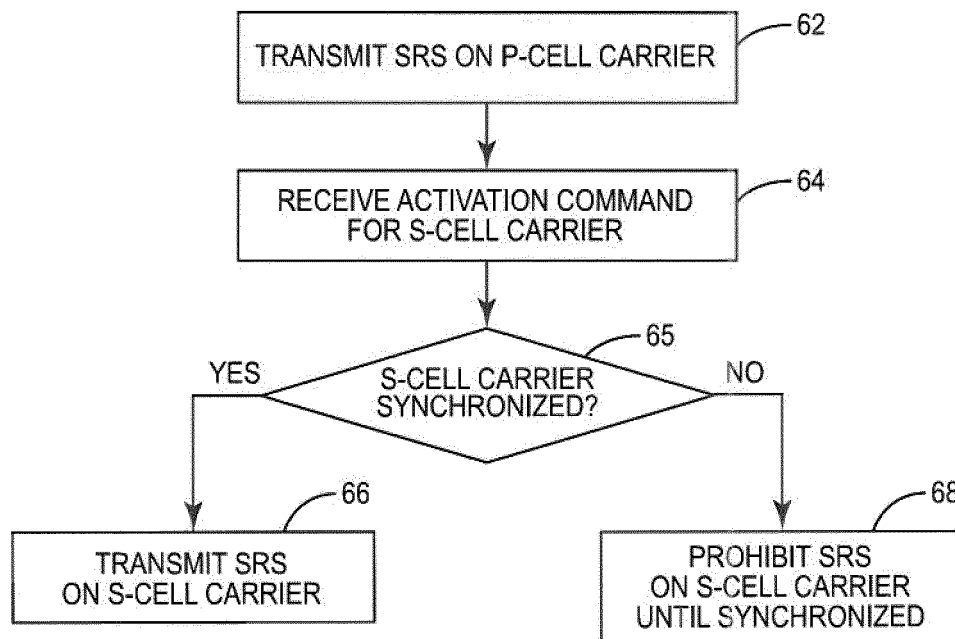 62
TRANSMIT SRS ON P-CELL CARRIER
64
RECEIVE ACTIVATION COMMAND
FOR S-CELL CARRIER
65
YES
S-CELL CARRIER
SYNCHRONIZED?
NO
66
TRANSMIT SRS
ON S-CELL CARRIER
68
PROHIBIT SRS
ON S-CELL CARRIER
UNTIL SYNCHRONIZED